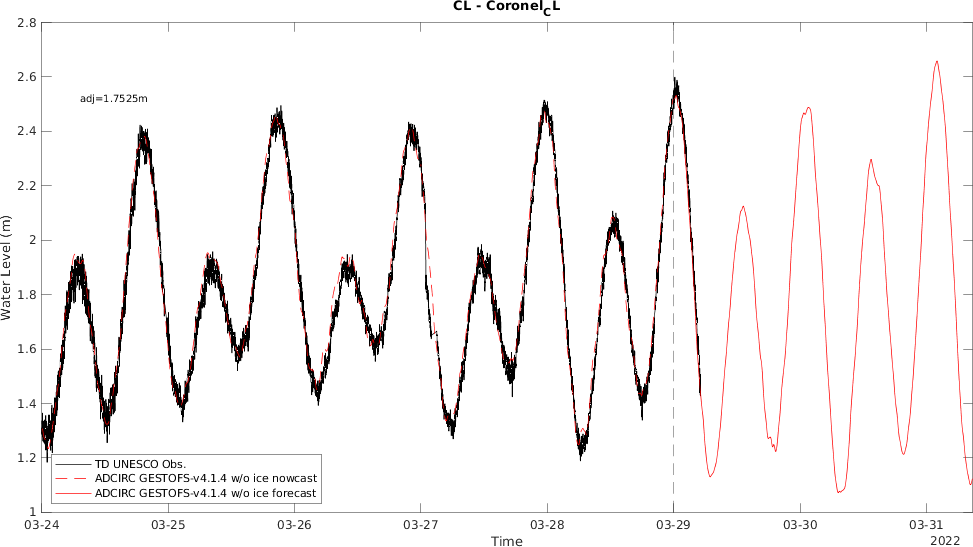 CL - Coronel_CL
2.8
2.6
adj=1.7525m
2.4
2.2
2
1.8
1.6
1.4
1.2
1
Water Level (m)
TD UNESCO Obs.
ADCIRC GESTOFS-v4.1.4 w/o ice nowcast
ADCIRC GESTOFS-v4.1.4 w/o ice forecast
03-24 03-25 03-26 03-27 03-28 03-29 03-30 03-31
Time 2022